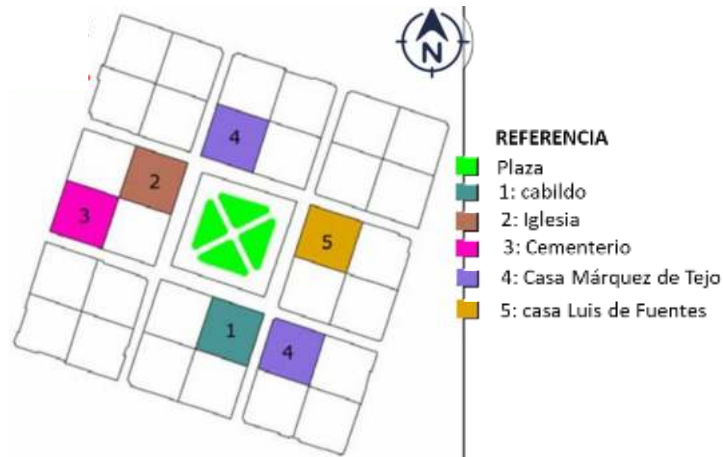 N
4
2
3
5
1
4
REFERENCIA
Plaza
1: cabildo
2: Iglesia
3: Cementerio
4: Casa Márquez de Tejo
5: casa Luis de Fuentes